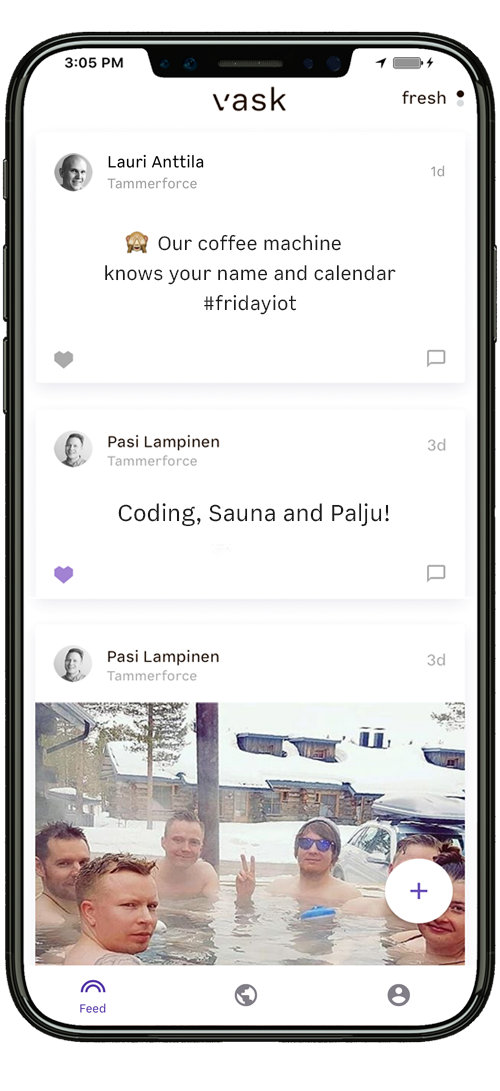 3:05 PM
vask
fresh
Lauri Anttila
1d
Tammerforce
🙈 Our coffee machine
knows your name and calendar
#fridayiot
Pasi Lampinen
3d
Tammerforce
Coding, Sauna and Palju!
Pasi Lampinen
3d
Tammerforce
Feed